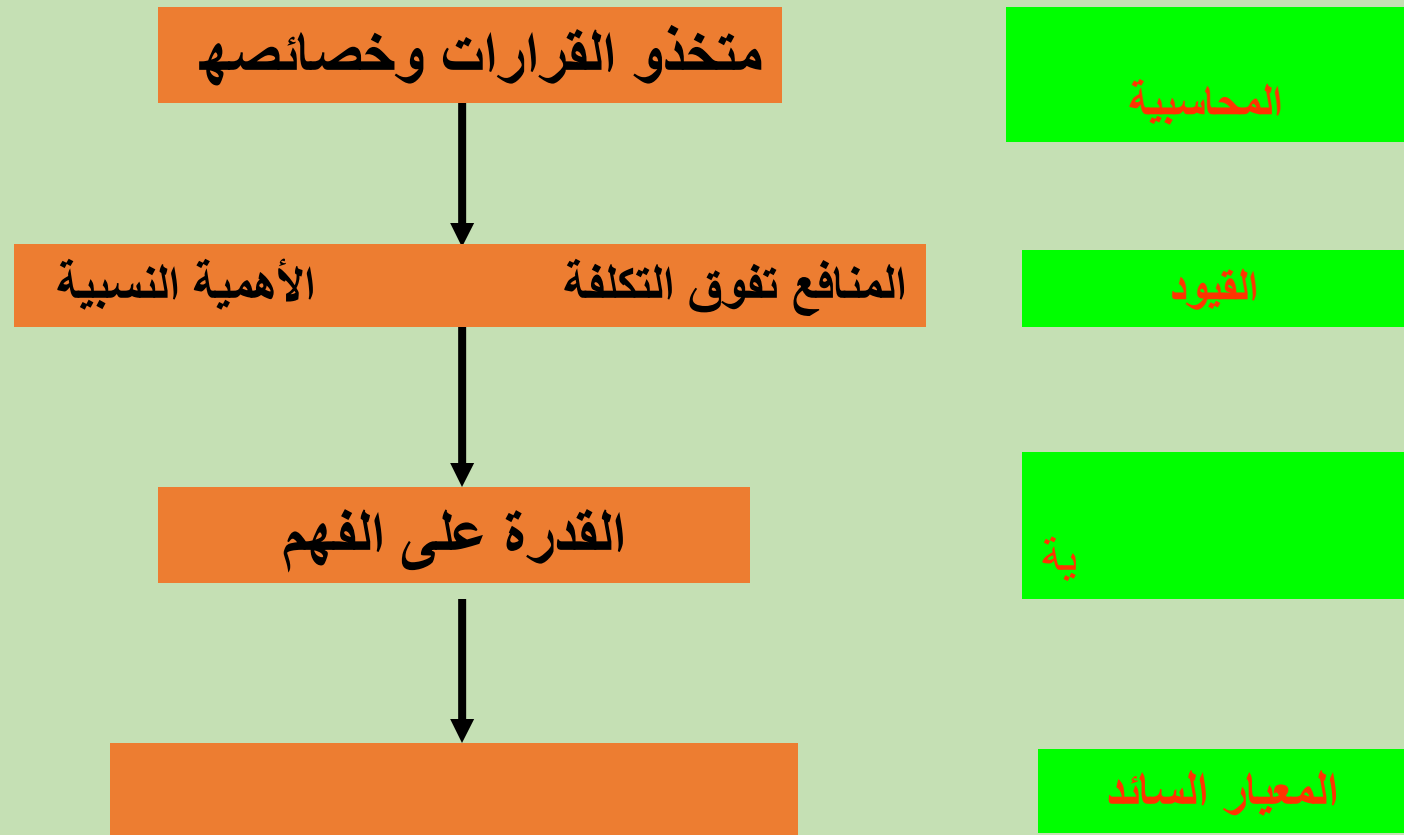 المحاسبية
متخذو القرارات وخصائصه
القيود
المنافع تفوق التكلفة الأهمية النسبية
ية
القدرة على الفهم
المعيار السائد